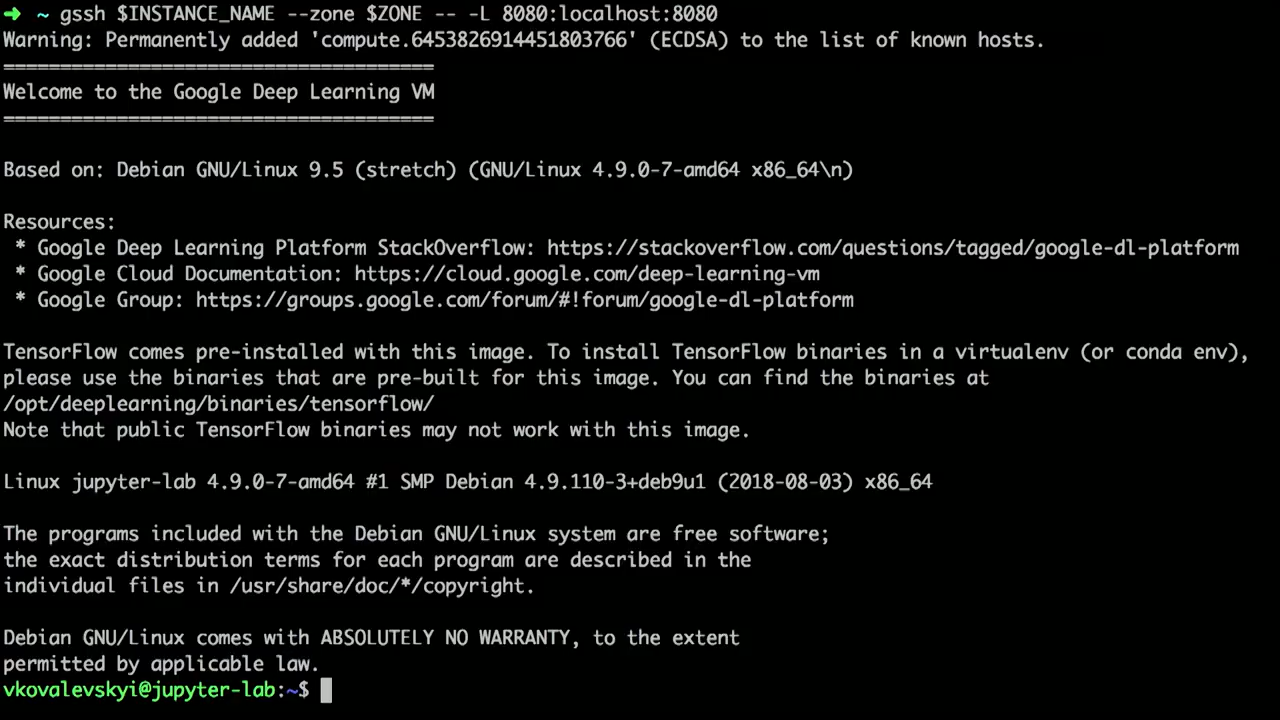 ➜ ~ gssh $INSTANCE_NAME --zone $ZONE -- -L 8080:localhost:8080
Warning: Permanently added 'compute.6453826914451803766' (ECDSA) to the list of known hosts.
======================================
Welcome to the Google Deep Learning VM
======================================
Based on: Debian GNU/Linux 9.5 (stretch) (GNU/Linux 4.9.0-7-amd64 x86_64\n)
Resources:
* Google Deep Learning Platform StackOverflow: https://stackoverflow.com/questions/tagged/google-dl-platform
* Google Cloud Documentation: https://cloud.google.com/deep-learning-vm
* Google Group: https://groups.google.com/forum/#!forum/google-dl-platform
TensorFlow comes pre-installed with this image. To install TensorFlow binaries in a virtualenv (or conda env),
please use the binaries that are pre-built for this image. You can find the binaries at
/opt/deeplearning/binaries/tensorflow/
Note that public TensorFlow binaries may not work with this image.
Linux jupyter-lab 4.9.0-7-amd64 #1 SMP Debian 4.9.110-3+deb9u1 (2018-08-03) x86_64
The programs included with the Debian GNU/Linux system are free software;
the exact distribution terms for each program are described in the
individual files in /usr/share/doc/*/copyright.
Debian GNU/Linux comes with ABSOLUTELY NO WARRANTY, to the extent
permitted by applicable law.
vkovalevskyi@jupyter-lab:~$